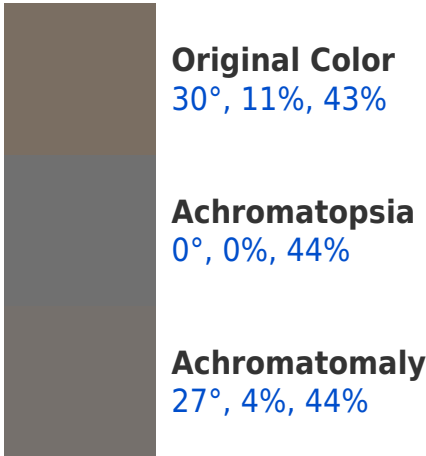 Original Color
30°, 11%, 43%
Achromatopsia
0°, 0%, 44%
Achromatomaly
27°, 4%, 44%